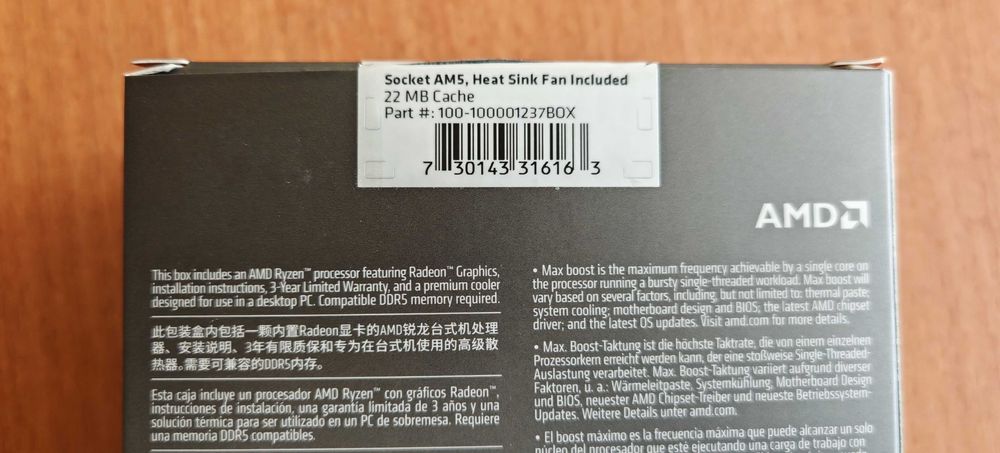 Socket AM5, Heat Sink Fan Included
22 MB Cache
Part #: 100-100001237BOX
7 30143 31616 3
AMD
This box includes an AMD Ryzen™ processor featuring Radeon™ Graphics,
installation instructions, 3-Year Limited Warranty, and a premium cooler
designed for use in a desktop PC. Compatible DDR5 memory required.
此包装盒内包括一颗内置Radeon显卡的AMD锐龙台式机处理
器、安装说明、3年有限质保和专为在台式机使用的高级散
热器。需要可兼容的DDR5内存。
Esta caja incluye un procesador AMD Ryzen™ con gráficos Radeon™,
instrucciones de instalación, una garantía limitada de 3 años y una
solución térmica para ser utilizado en un PC de sobremesa. Requiere
una memoria DDR5 compatibles.
• Max boost is the maximum frequency achievable by a single core on
the processor running a bursty single-threaded workload. Max boost will
vary based on several factors, including, but not limited to: thermal paste;
system cooling; motherboard design and BIOS; the latest AMD chipset
driver; and the latest OS updates. Visit amd.com for more details.
• Max. Boost-Taktung ist die höchste Taktrate, die von einem einzelnen
Prozessorkern erreicht werden kann, der eine stoßweise Single-Threaded-
Auslastung verarbeitet. Max. Boost-Taktung variiert aufgrund diverser
Faktoren, u. a.: Wärmeleitpaste, Systemkühlung, Motherboard Design
und BIOS, neuester AMD Chipset-Treiber und neueste Betriebssystem-
Updates. Weitere Details unter amd.com.
• El boost máximo es la frecuencia máxima que puede alcanzar un solo
núcleo del procesador que esté ejecutando una carga de trabajo con